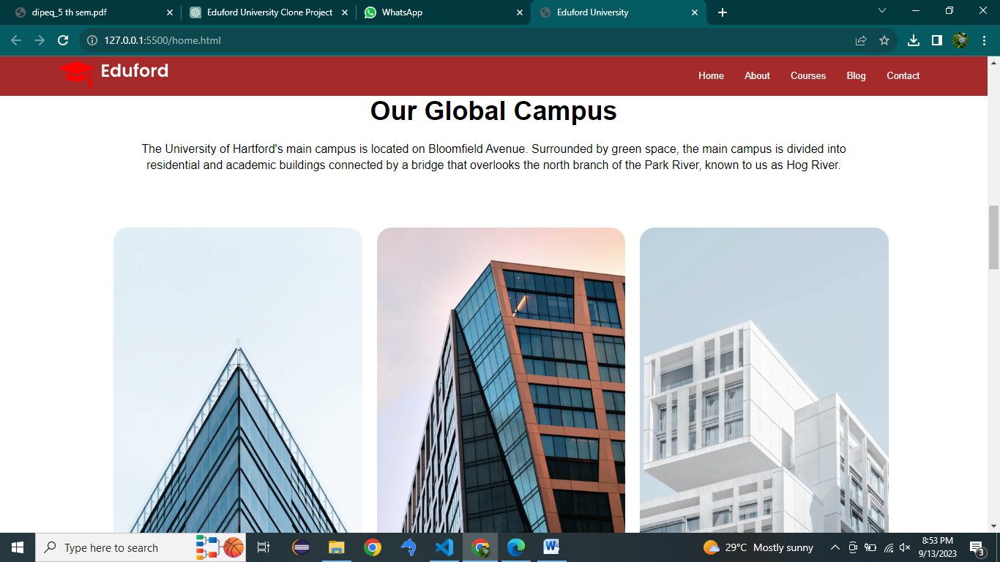 dipeq_5 th sem.pdf
Eduford University Clone Project
WhatsApp
Eduford University
127.0.0.1:5500/home.html
Eduford
Home
About
Courses
Blog
Contact
Our Global Campus
The University of Hartford's main campus is located on Bloomfield Avenue. Surrounded by green space, the main campus is divided into
residential and academic buildings connected by a bridge that overlooks the north branch of the Park River, known to us as Hog River.
Type here to search
29°C Mostly sunny
8:53 PM
9/13/2023
3